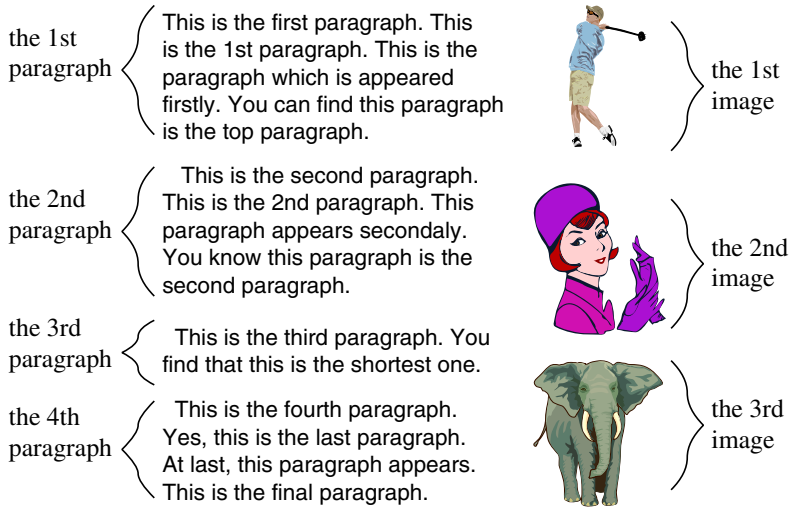 the 1st
paragraph
This is the first paragraph. This
is the 1st paragraph. This is the
paragraph which is appeared
firstly. You can find this paragraph
is the top paragraph.
the 1st
image
the 2nd
paragraph
This is the second paragraph.
This is the 2nd paragraph. This
paragraph appears secondaly.
You know this paragraph is the
second paragraph.
the 2nd
image
the 3rd
paragraph
This is the third paragraph. You
find that this is the shortest one.
the 4th
paragraph
This is the fourth paragraph.
Yes, this is the last paragraph.
At last, this paragraph appears.
This is the final paragraph.
the 3rd
image